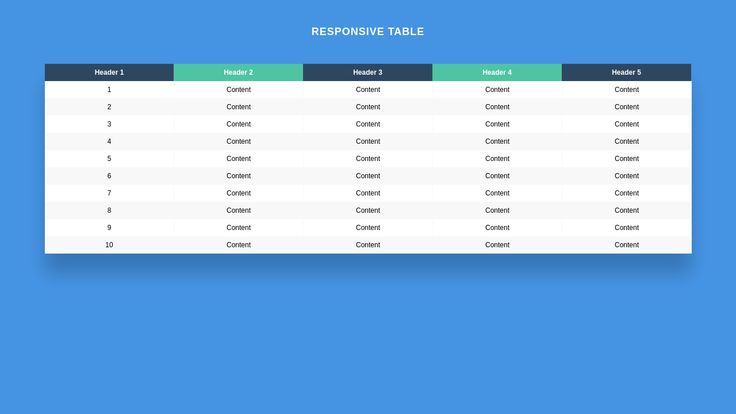 RESPONSIVE TABLE
Header 1 Header 2 Header 3 Header 4 Header 5
1 Content Content Content Content
2 Content Content Content Content
3 Content Content Content Content
4 Content Content Content Content
5 Content Content Content Content
6 Content Content Content Content
7 Content Content Content Content
8 Content Content Content Content
9 Content Content Content Content
10 Content Content Content Content